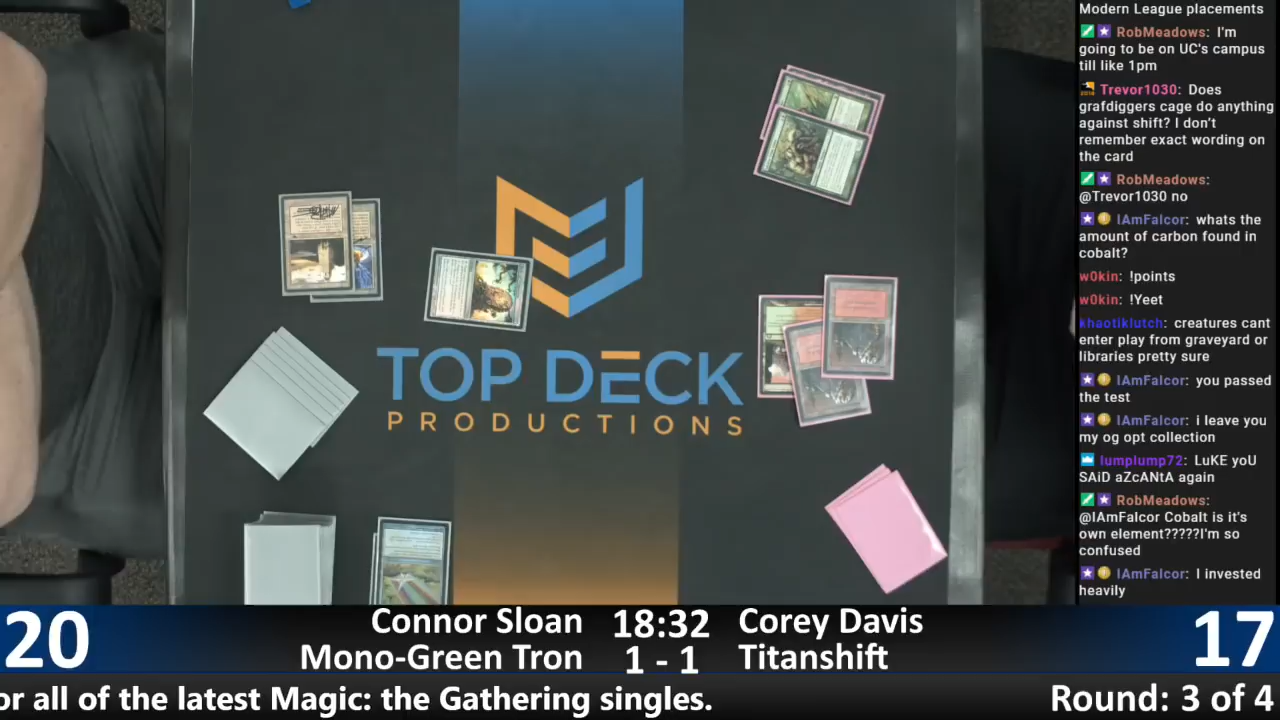 TOP DECK
PRODUCTIONS
Modern League placements
RobMeadows: I'm
going to be on UC's campus
till like 1pm
Trevor1030: Does
grafdiggers cage do anything
against shift? I don't
remember exact wording on
the card
RobMeadows:
@Trevor1030 no
IAmFalcor: whats the
amount of carbon found in
cobalt?
w0kin: !points
w0kin: !Yeet
khaotiklutch: creatures cant
enter play from graveyard or
libraries pretty sure
IAmFalcor: you passed
the test
IAmFalcor: i leave you
my og opt collection
lumplump72: LuKE yoU
SAiD aZcANtA again
RobMeadows:
@IAmFalcor Cobalt is it's
own element?????I'm so
confused
IAmFalcor: I invested
heavily
20
Connor Sloan 18:32 Corey Davis
Mono-Green Tron 1 - 1 Titanshift
17
or all of the latest Magic: the Gathering singles.
Round: 3 of 4